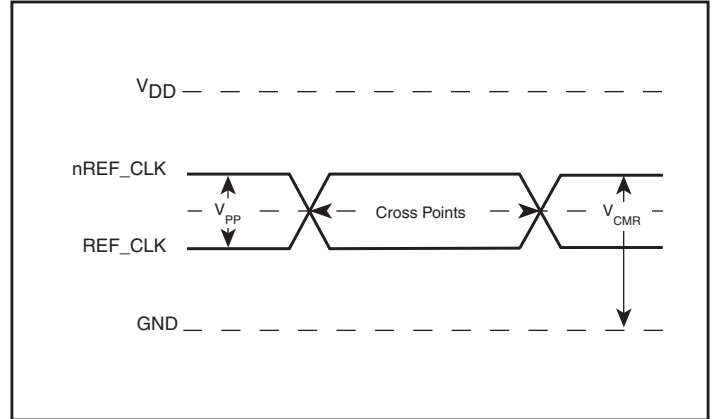 VDD
nREF_CLK
VPP
Cross Points
VCMR
REF_CLK
GND